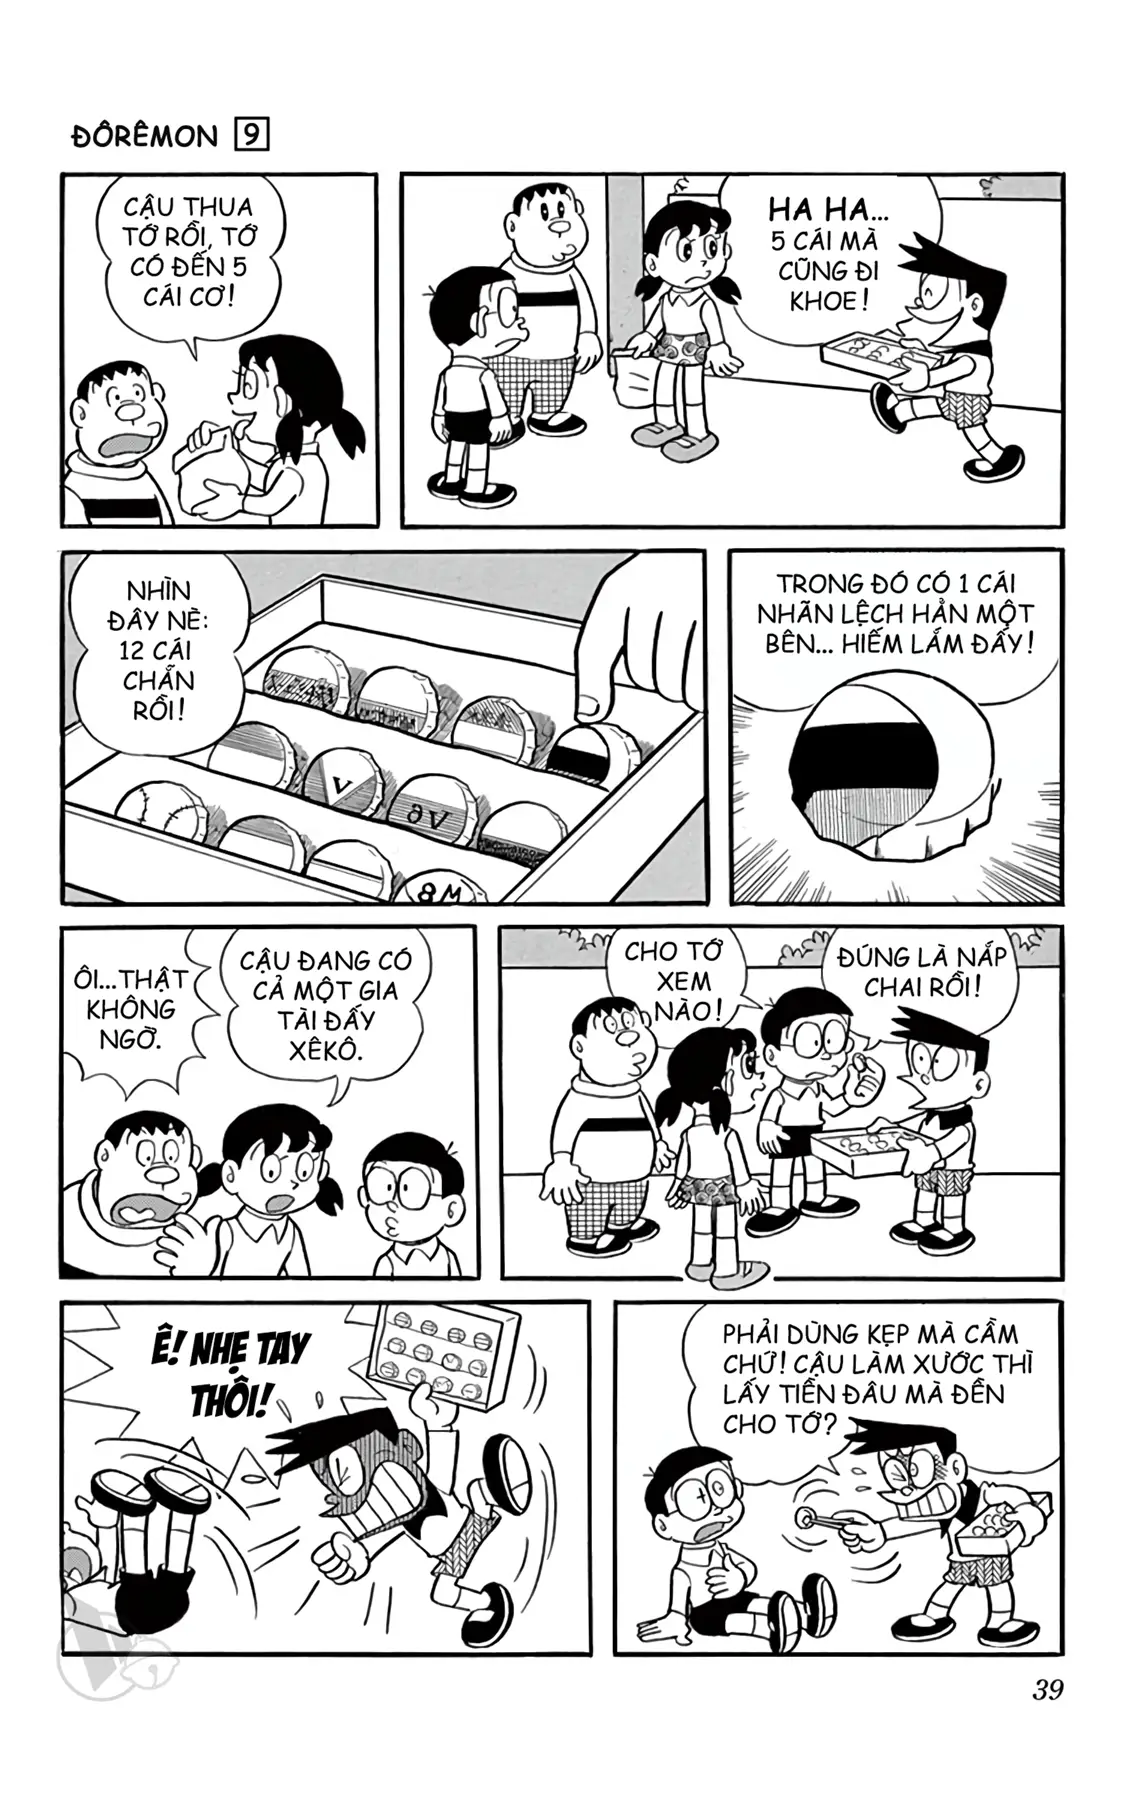 ĐÔRÊMON 9
CẬU THUA
TỚ RỒI, TỚ
CÓ ĐẾN 5
CÁI CƠ!
HA HA...
5 CÁI MÀ
CŨNG ĐI
KHOE!
NHÌN
ĐÂY NÈ:
12 CÁI
CHẴN
RỒI!
V
V6
8M
TRONG ĐÓ CÓ 1 CÁI
NHÃN LỆCH HẲN MỘT
BÊN... HIẾM LẮM ĐẤY!
ÔI...THẬT
KHÔNG
NGỜ.
CẬU ĐANG CÓ
CẢ MỘT GIA
TÀI ĐẤY
XÊKÔ.
CHO TỚ
XEM
NÀO!
ĐÚNG LÀ NẮP
CHAI RỒI!
Ê! NHẸ TAY
THÔI!
PHẢI DÙNG KẸP MÀ CẦM
CHỨ! CẬU LÀM XƯỚC THÌ
LẤY TIỀN ĐÂU MÀ ĐỀN
CHO TỚ?
39